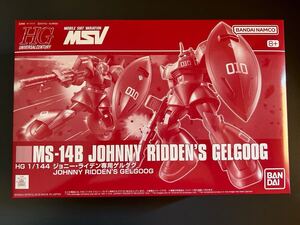 HG
UNIVERSAL CENTURY
MOBILE SUIT VARIATION
MSV
BANDAI NAMCO
8+
010
010
MS-14B JOHNNY RIDDEN'S GELGOOG
HG 1/144 ジョニー・ライデン専用ゲルググ
JOHNNY RIDDEN'S GELGOOG
BANDAI